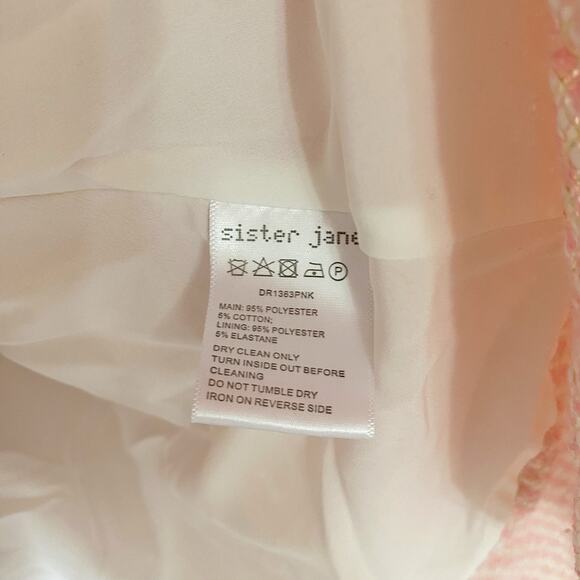 sister jane
P
DR1363PNK
MAIN: 95% POLYESTER
5% COTTON;
LINING: 95% POLYESTER
5% ELASTANE
DRY CLEAN ONLY
TURN INSIDE OUT BEFORE
CLEANING
DO NOT TUMBLE DRY
IRON ON REVERSE SIDE